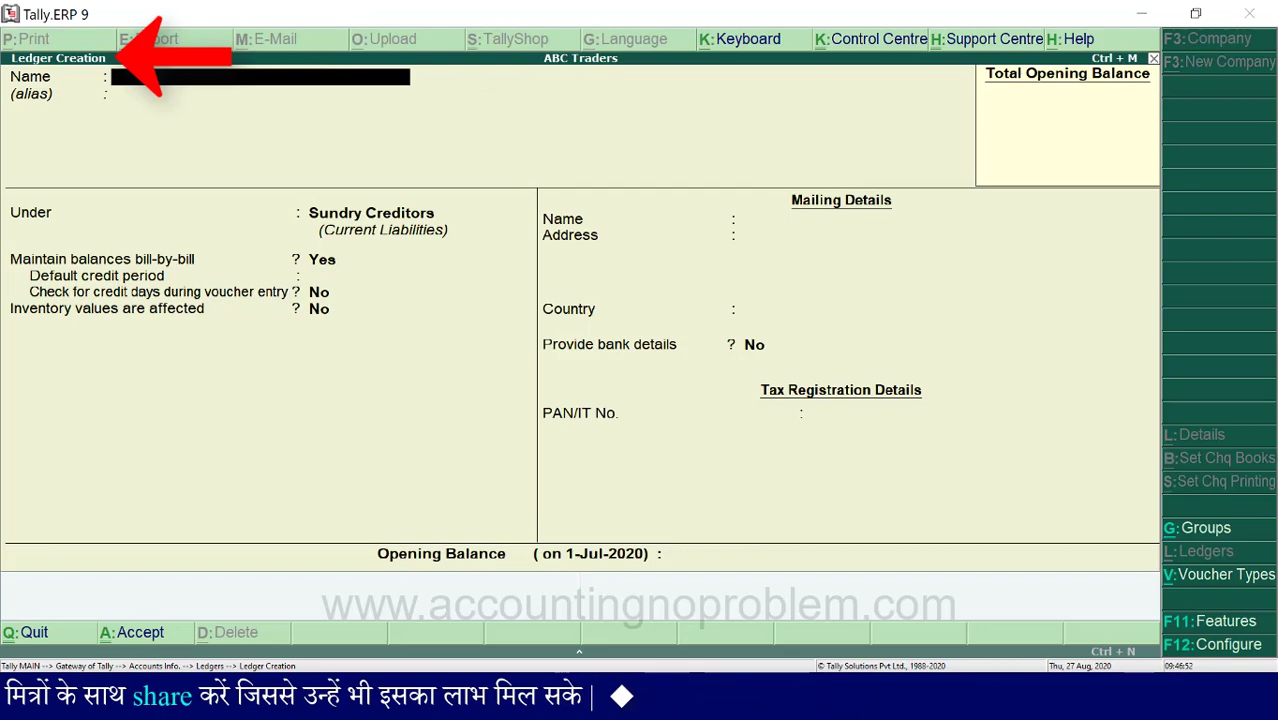 Tally.ERP 9
P:Print E: port M:E-Mail O:Upload S:TallyShop G:Language K:Keyboard K:Control Centre H:Support Centre H:Help F3:Company
Ledger Creation ABC Traders Ctrl + M
F3:New Company
Name :
(alias) :
Total Opening Balance
Under : Sundry Creditors
(Current Liabilities)
Maintain balances bill-by-bill ? Yes
Default credit period :
Check for credit days during voucher entry ? No
Inventory values are affected ? No
Mailing Details
Name :
Address :
Country :
Provide bank details ? No
Tax Registration Details
PAN/IT No. :
Opening Balance ( on 1-Jul-2020) :
L:Details
B:Set Chq Books
S:Set Chq Printing
G:Groups
L:Ledgers
V:Voucher Types
F11:Features
F12:Configure
www.accountingnoproblem.com
Q:Quit A:Accept D:Delete
^ Ctrl + N
Tally MAIN --> Gateway of Tally --> Accounts Info. --> Ledgers --> Ledger Creation © Tally Solutions Pvt Ltd., 1988-2020 Thu, 27 Aug, 2020 09:46:52
मित्रों के साथ share करें जिससे उन्हें भी इसका लाभ मिल सके | ◆